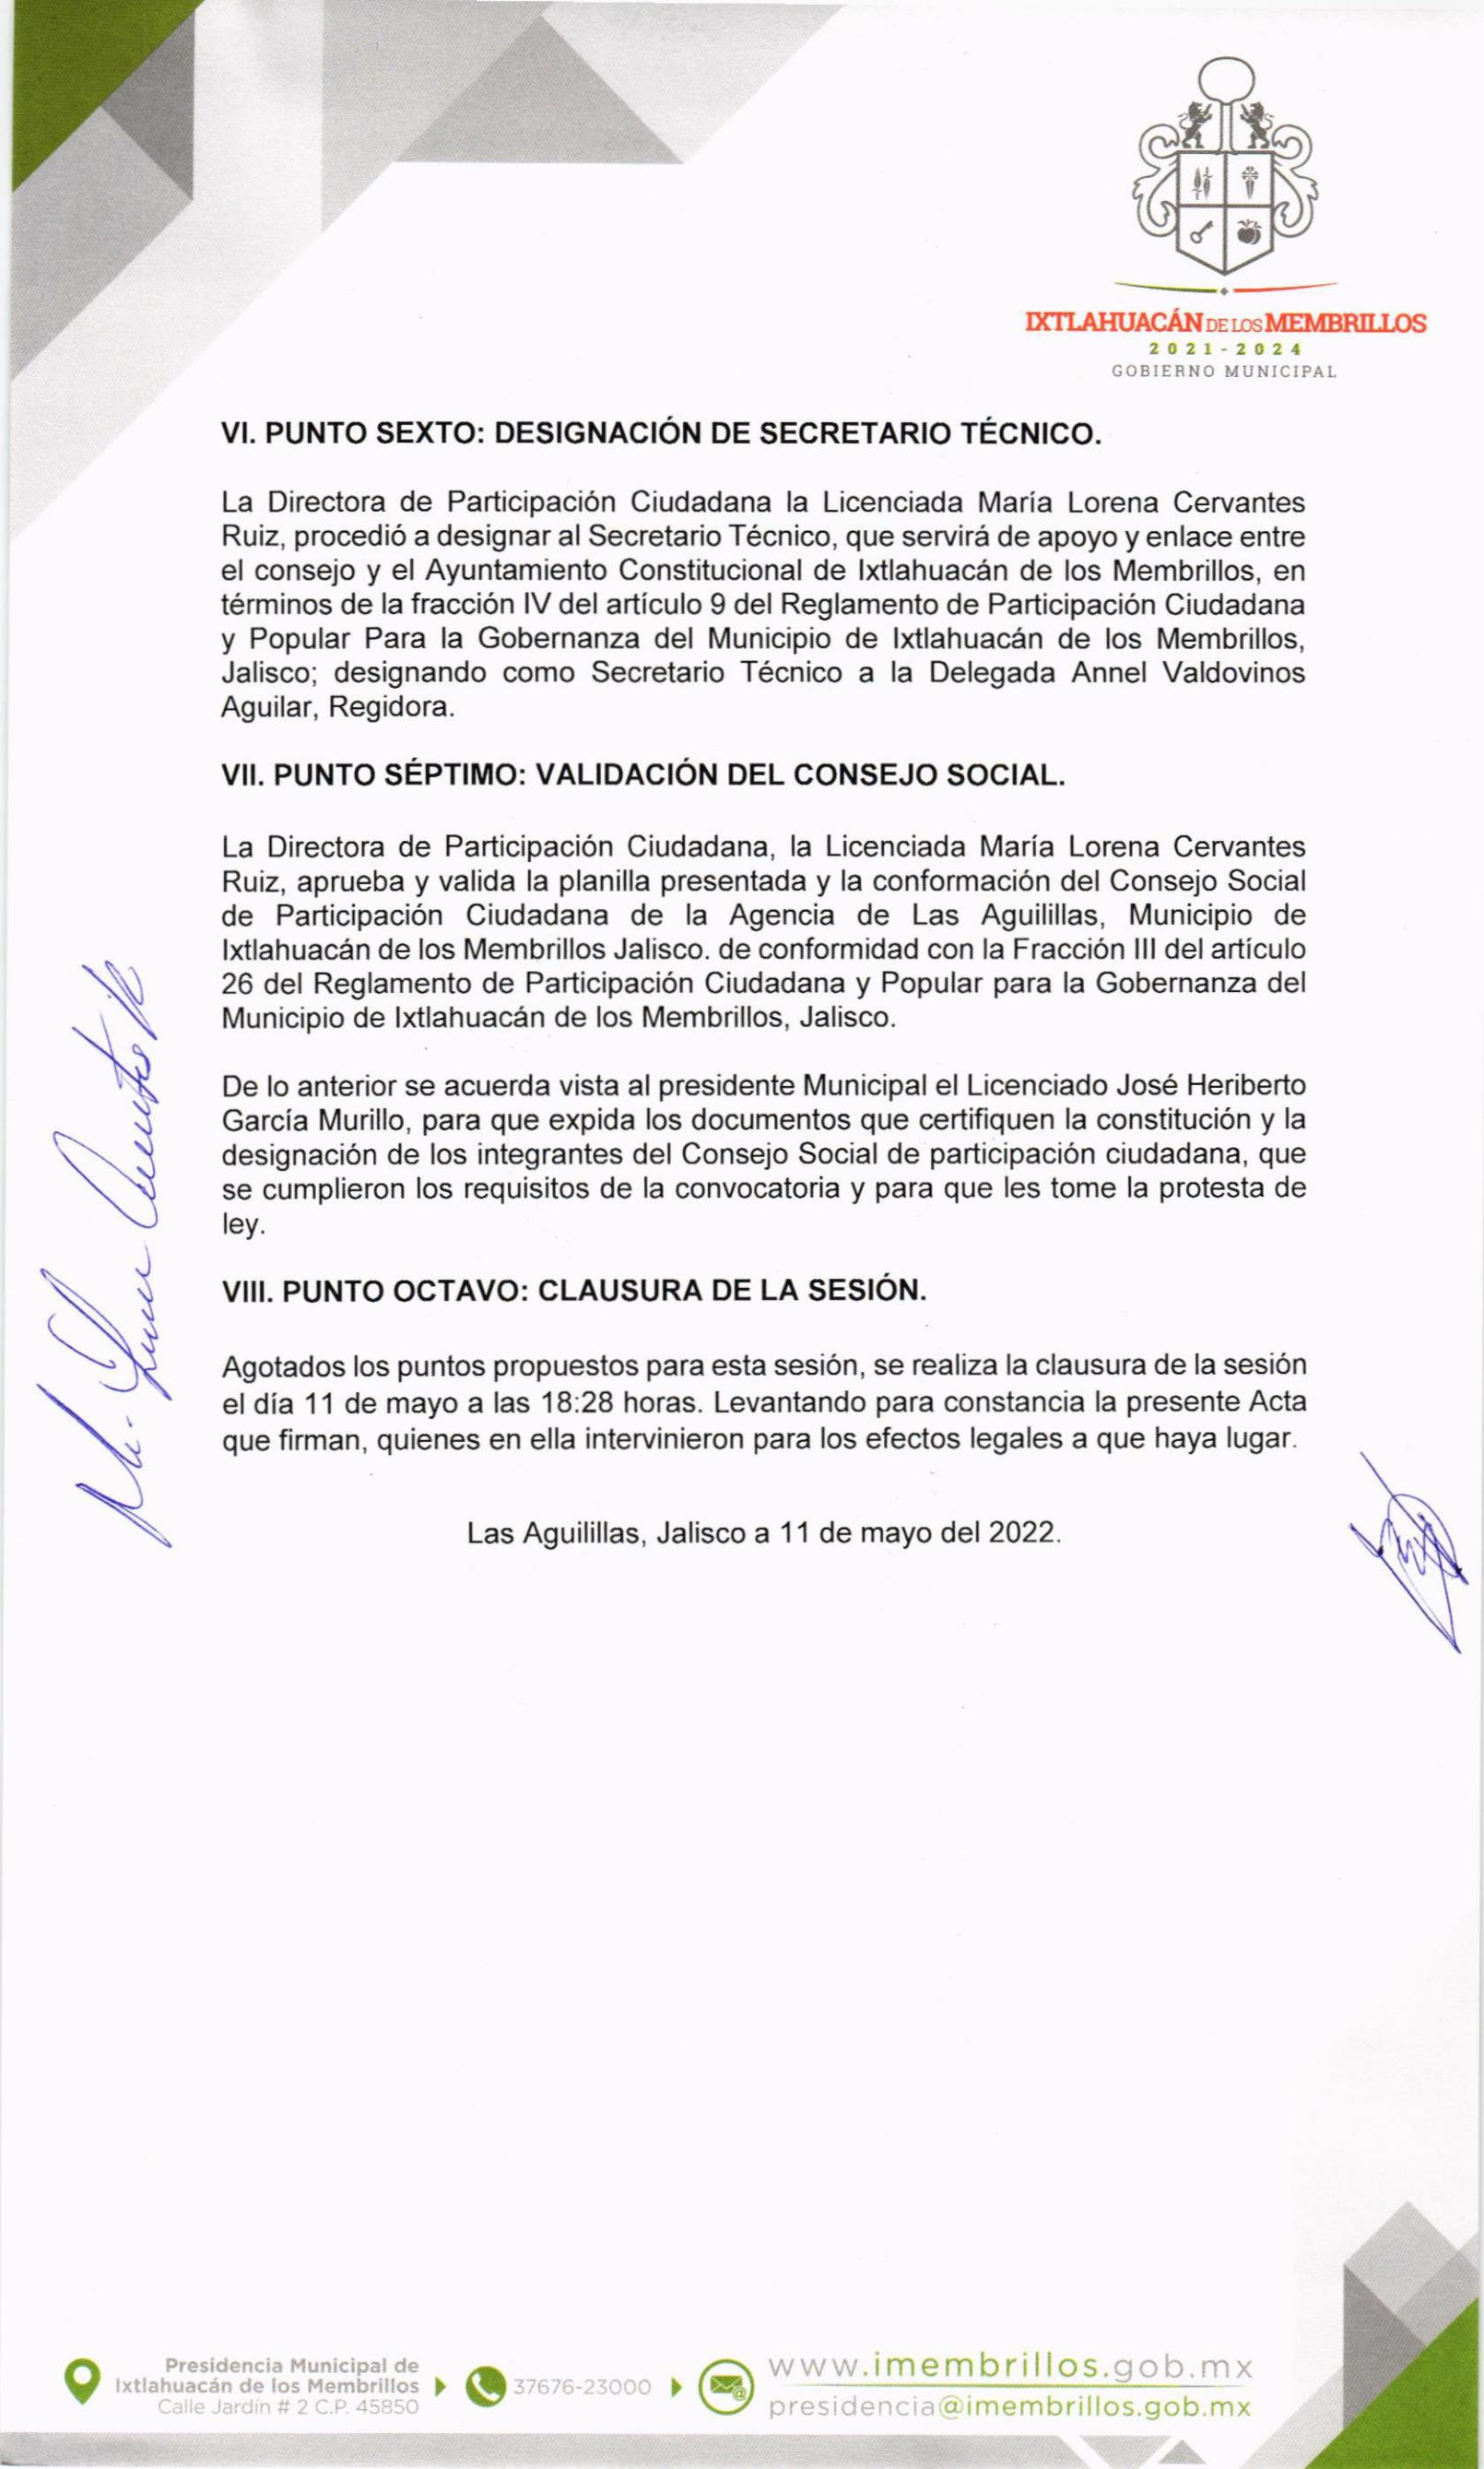 IXTLAHUACÁN DE LOS MEMBRILLOS
2021-2024
GOBIERNO MUNICIPAL
VI. PUNTO SEXTO: DESIGNACIÓN DE SECRETARIO TÉCNICO.
La Directora de Participación Ciudadana la Licenciada María Lorena Cervantes
Ruiz, procedió a designar al Secretario Técnico, que servirá de apoyo y enlace entre
el consejo y el Ayuntamiento Constitucional de Ixtlahuacán de los Membrillos, en
términos de la fracción IV del artículo 9 del Reglamento de Participación Ciudadana
y Popular Para la Gobernanza del Municipio de Ixtlahuacán de los Membrillos,
Jalisco; designando como Secretario Técnico a la Delegada Annel Valdovinos
Aguilar, Regidora.
VII. PUNTO SÉPTIMO: VALIDACIÓN DEL CONSEJO SOCIAL.
La Directora de Participación Ciudadana, la Licenciada María Lorena Cervantes
Ruiz, aprueba y valida la planilla presentada y la conformación del Consejo Social
de Participación Ciudadana de la Agencia de Las Aguilillas, Municipio de
Ixtlahuacán de los Membrillos Jalisco. de conformidad con la Fracción III del artículo
26 del Reglamento de Participación Ciudadana y Popular para la Gobernanza del
Municipio de Ixtlahuacán de los Membrillos, Jalisco.
De lo anterior se acuerda vista al presidente Municipal el Licenciado José Heriberto
García Murillo, para que expida los documentos que certifiquen la constitución y la
designación de los integrantes del Consejo Social de participación ciudadana, que
se cumplieron los requisitos de la convocatoria y para que les tome la protesta de
ley.
VIII. PUNTO OCTAVO: CLAUSURA DE LA SESIÓN.
Agotados los puntos propuestos para esta sesión, se realiza la clausura de la sesión
el día 11 de mayo a las 18:28 horas. Levantando para constancia la presente Acta
que firman, quienes en ella intervinieron para los efectos legales a que haya lugar.
Las Aguilillas, Jalisco a 11 de mayo del 2022.
Presidencia Municipal de
Ixtlahuacán de los Membrillos
Calle Jardín # 2 C.P. 45850
37676-23000
www.imembrillos.gob.mx
presidencia@imembrillos.gob.mx